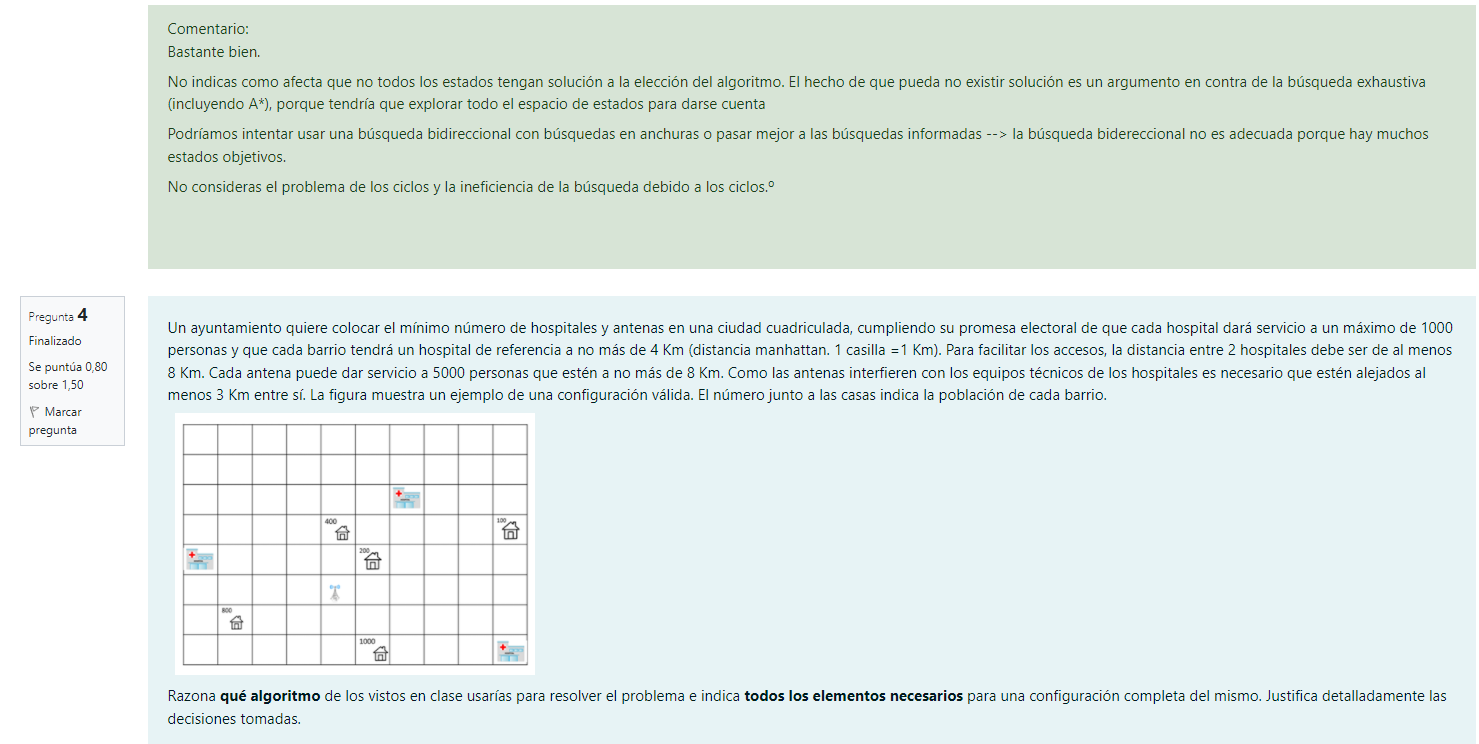 Comentario:
Bastante bien.
No indicas como afecta que no todos los estados tengan solución a la elección del algoritmo. El hecho de que pueda no existir solución es un argumento en contra de la búsqueda exhaustiva
(incluyendo A*), porque tendría que explorar todo el espacio de estados para darse cuenta
Podríamos intentar usar una búsqueda bidireccional con búsquedas en anchuras o pasar mejor a las búsquedas informadas --> la búsqueda bidereccional no es adecuada porque hay muchos
estados objetivos.
No consideras el problema de los ciclos y la ineficiencia de la búsqueda debido a los ciclos.º
Pregunta 4
Finalizado
Se puntúa 0,80
sobre 1,50
Marcar
pregunta
Un ayuntamiento quiere colocar el mínimo número de hospitales y antenas en una ciudad cuadriculada, cumpliendo su promesa electoral de que cada hospital dará servicio a un máximo de 1000
personas y que cada barrio tendrá un hospital de referencia a no más de 4 Km (distancia manhattan. 1 casilla =1 Km). Para facilitar los accesos, la distancia entre 2 hospitales debe ser de al menos
8 Km. Cada antena puede dar servicio a 5000 personas que estén a no más de 8 Km. Como las antenas interfieren con los equipos técnicos de los hospitales es necesario que estén alejados al
menos 3 Km entre sí. La figura muestra un ejemplo de una configuración válida. El número junto a las casas indica la población de cada barrio.
400
100
200
800
1000
Razona qué algoritmo de los vistos en clase usarías para resolver el problema e indica todos los elementos necesarios para una configuración completa del mismo. Justifica detalladamente las
decisiones tomadas.